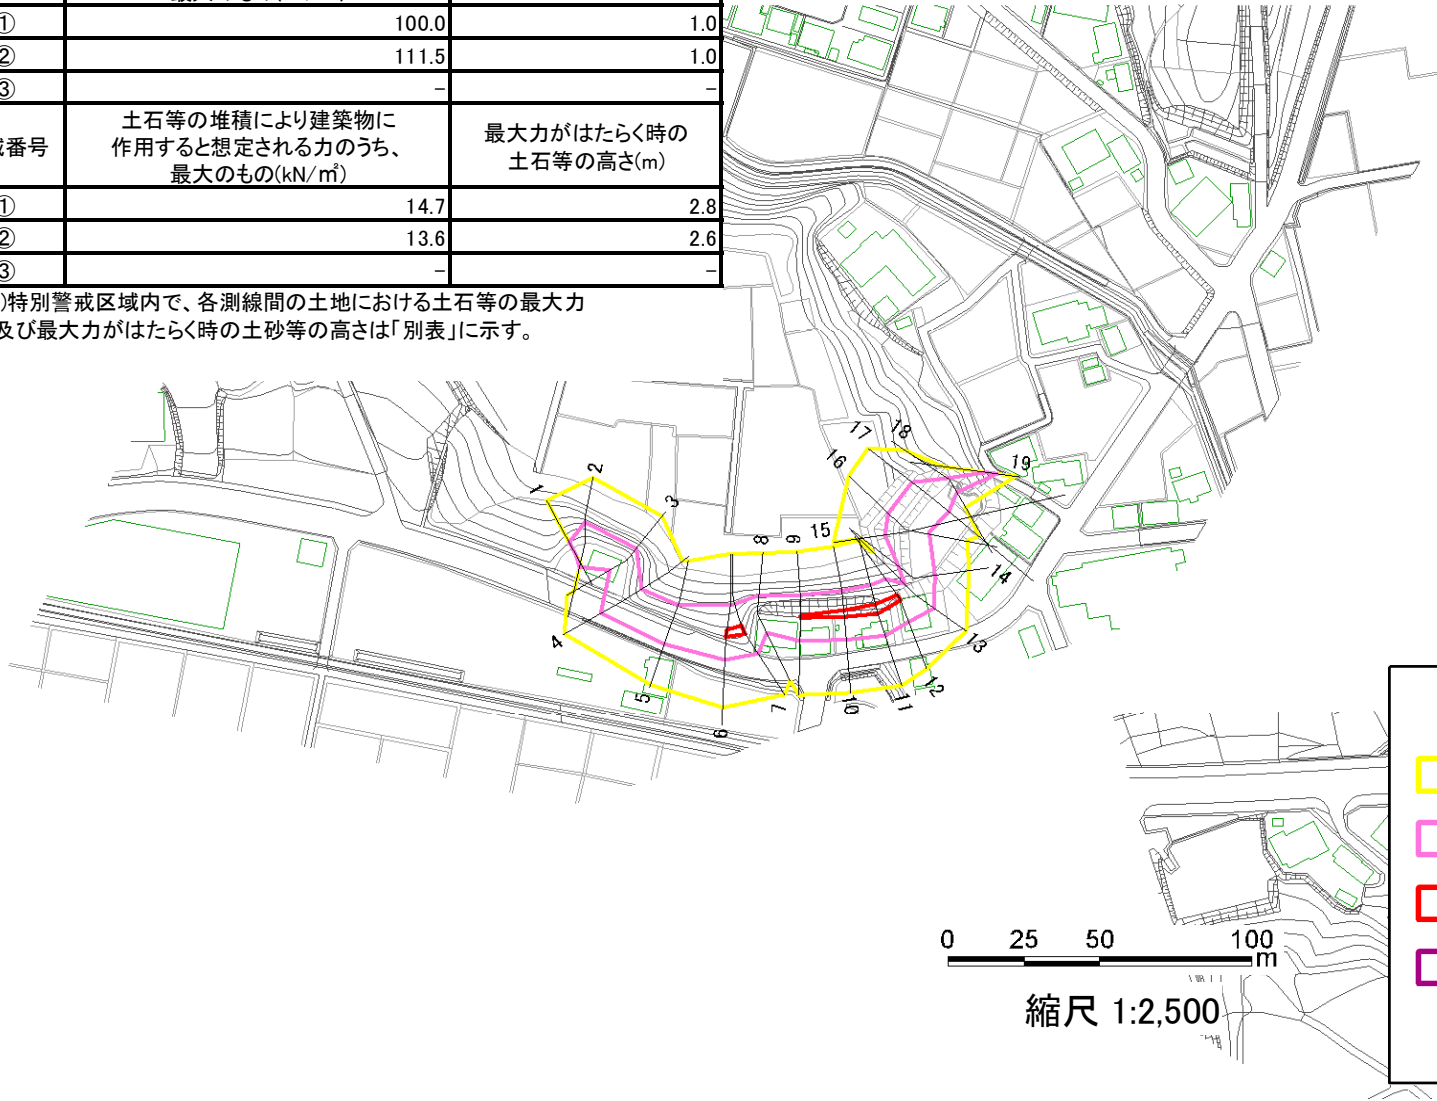 ① 100.0 1.0
② 111.5 1.0
③ − −
番号
土石等の堆積により建築物に
作用すると想定される力のうち、
最大のもの(kN/㎡)
最大力がはたらく時の
土石等の高さ(m)
① 14.7 2.8
② 13.6 2.6
③ − −
)特別警戒区域内で、各測線間の土地における土石等の最大力
及び最大力がはたらく時の土砂等の高さは「別表」に示す。
17 18
16 19
2
1 3
15
8 9
14
4 13
5 12
7 10 11
6
0 25 50 100
m
縮尺 1:2,500